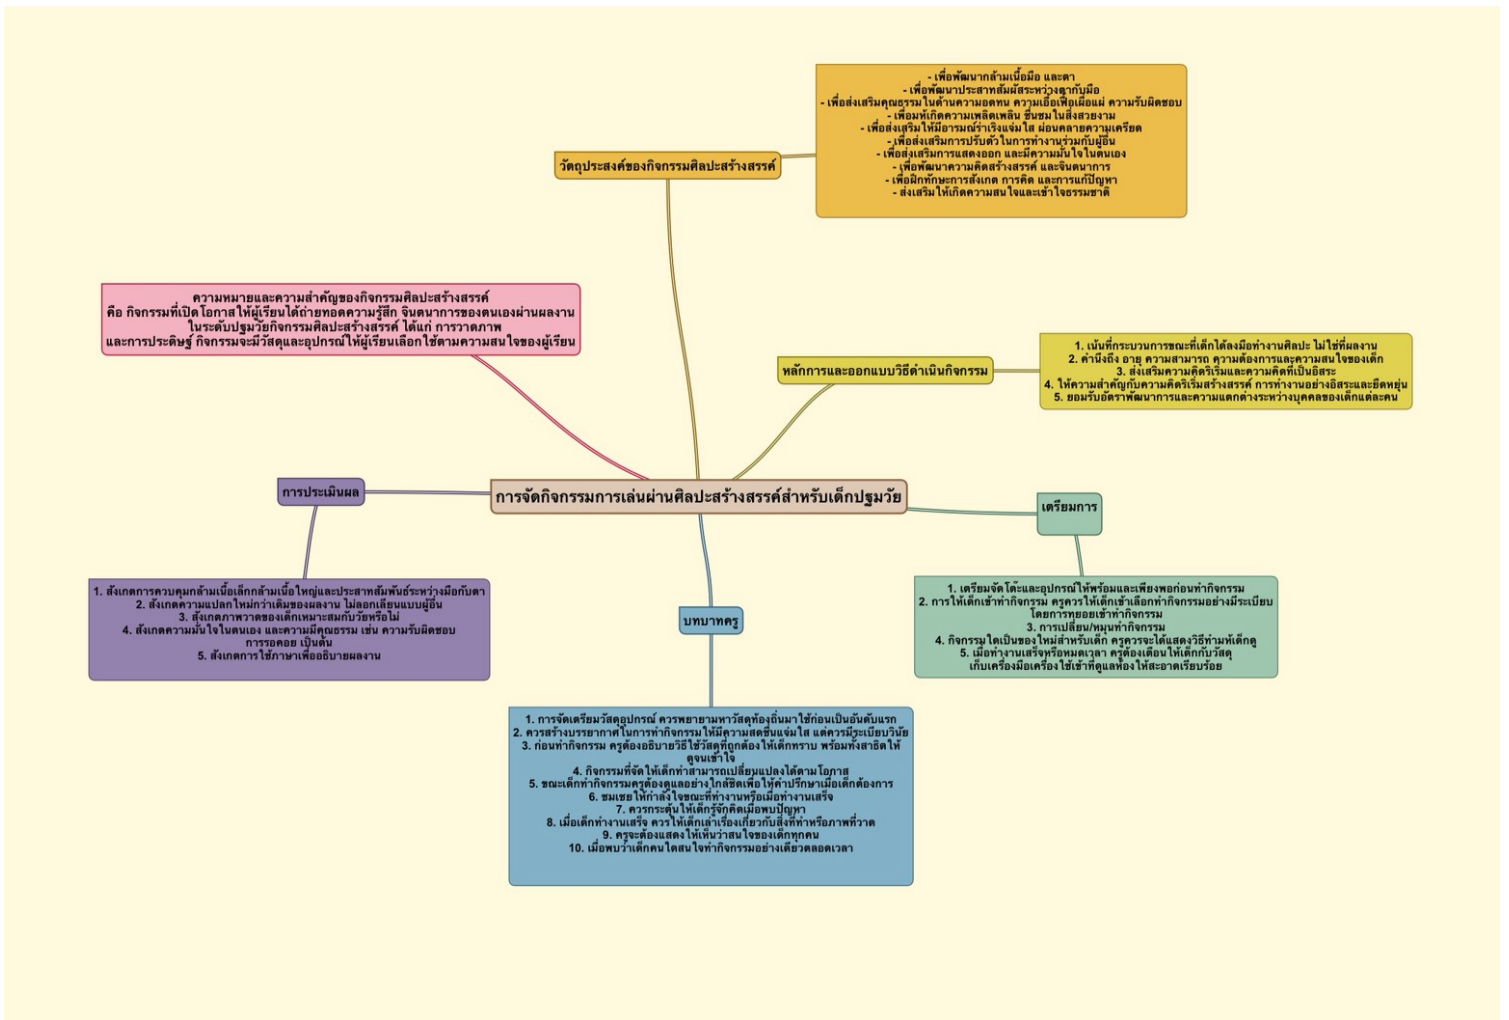 - เพื่อพัฒนากล้ามเนื้อมือ และตา
- เพื่อพัฒนาประสาทสัมผัสระหว่างตากับมือ
- เพื่อส่งเสริมคุณธรรมในด้านความอดทน ความเอื้อเฟื้อเผื่อแผ่ ความรับผิดชอบ
- เพื่อมห้เกิดความเพลิดเพลิน ชื่นชมในสิ่งสวยงาม
- เพื่อส่งเสริมให้มีอารมณ์ร่าเริงแจ่มใส ผ่อนคลายความเครียด
- เพื่อส่งเสริมการปรับตัวในการทำงานร่วมกับผู้อื่น
- เพื่อส่งเสริมการแสดงออก และมีความมั่นใจในตนเอง
- เพื่อพัฒนาความคิดสร้างสรรค์ และจินตนาการ
- เพื่อฝึกทักษะการสังเกต การคิด และการแก้ปัญหา
- ส่งเสริมให้เกิดความสนใจและเข้าใจธรรมชาติ
วัตถุประสงค์ของกิจกรรมศิลปะสร้างสรรค์
ความหมายและความสำคัญของกิจกรรมศิลปะสร้างสรรค์
คือ กิจกรรมที่เปิดโอกาสให้ผู้เรียนได้ถ่ายทอดความรู้สึก จินตนาการของตนเองผ่านผลงาน
ในระดับปฐมวัยกิจกรรมศิลปะสร้างสรรค์ ได้แก่ การวาดภาพ
และการประดิษฐ์ กิจกรรมจะมีวัสดุและอุปกรณ์ให้ผู้เรียนเลือกใช้ตามความสนใจของผู้เรียน
หลักการและออกแบบวิธีดำเนินกิจกรรม
1. เน้นที่กระบวนการขณะที่เด็กได้ลงมือทำงานศิลปะ ไม่ใช่ที่ผลงาน
2. คำนึงถึง อายุ ความสามารถ ความต้องการและความสนใจของเด็ก
3. ส่งเสริมความคิดริเริ่มและความคิดที่เป็นอิสระ
4. ให้ความสำคัญกับความคิดริเริ่มสร้างสรรค์ การทำงานอย่างอิสระและยืดหยุ่น
5. ยอมรับอัตราพัฒนาการและความแตกต่างระหว่างบุคคลของเด็กแต่ละคน
การประเมินผล
การจัดกิจกรรมการเล่นผ่านศิลปะสร้างสรรค์สำหรับเด็กปฐมวัย
เตรียมการ
1. สังเกตการควบคุมกล้ามเนื้อเล็กกล้ามเนื้อใหญ่และประสาทสัมพันธ์ระหว่างมือกับตา
2. สังเกตความแปลกใหม่กว่าเดิมของผลงาน ไม่ลอกเลียนแบบผู้อื่น
3. สังเกตภาพวาดของเด็กเหมาะสมกับวัยหรือไม่
4. สังเกตความมั่นใจในตนเอง และความมีคุณธรรม เช่น ความรับผิดชอบ
การรอคอย เป็นต้น
5. สังเกตการใช้ภาษาเพื่ออธิบายผลงาน
บทบาทครู
1. เตรียมจัดโต๊ะและอุปกรณ์ให้พร้อมและเพียงพอก่อนทำกิจกรรม
2. การให้เด็กเข้าทำกิจกรรม ครูควรให้เด็กเข้าเลือกทำกิจกรรมอย่างมีระเบียบ
โดยการทยอยเข้าทำกิจกรรม
3. การเปลี่ยน/หมุนทำกิจกรรม
4. กิจกรรมใดเป็นของใหม่สำหรับเด็ก ครูควรจะได้แสดงวิธีทำมห้เด็กดู
5. เมื่อทำงานเสร็จหรือหมดเวลา ครูต้องเตือนให้เด็กกับวัสดุ
เก็บเครื่องมือเครื่องใช้เข้าที่ดูแลห้องให้สะอาดเรียบร้อย
1. การจัดเตรียมวัสดุอุปกรณ์ ควรพยายามหาวัสดุท้องถิ่นมาใช้ก่อนเป็นอันดับแรก
2. ควรสร้างบรรยากาศในการทำกิจกรรมให้มีความสดชื่นแจ่มใส แต่ควรมีระเบียบวินัย
3. ก่อนทำกิจกรรม ครูต้องอธิบายวิธีใช้วัสดุที่ถูกต้องให้เด็กทราบ พร้อมทั้งสาธิตให้
ดูจนเข้าใจ
4. กิจกรรมที่จัดให้เด็กทำสามารถเปลี่ยนแปลงได้ตามโอกาส
5. ขณะเด็กทำกิจกรรมครูต้องดูแลอย่างใกล้ชิดเพื่อให้คำปรึกษาเมื่อเด็กต้องการ
6. ชมเชยให้กำลังใจขณะที่ทำงานหรือเมื่อทำงานเสร็จ
7. ควรกระตุ้นให้เด็กรู้จักคิดเมื่อพบปัญหา
8. เมื่อเด็กทำงานเสร็จ ควรให้เด็กเล่าเรื่องเกี่ยวกับสิ่งที่ทำหรือภาพที่วาด
9. ครูจะต้องแสดงให้เห็นว่าสนใจของเด็กทุกคน
10. เมื่อพบว่าเด็กคนใดสนใจทำกิจกรรมอย่างเดียวตลอดเวลา